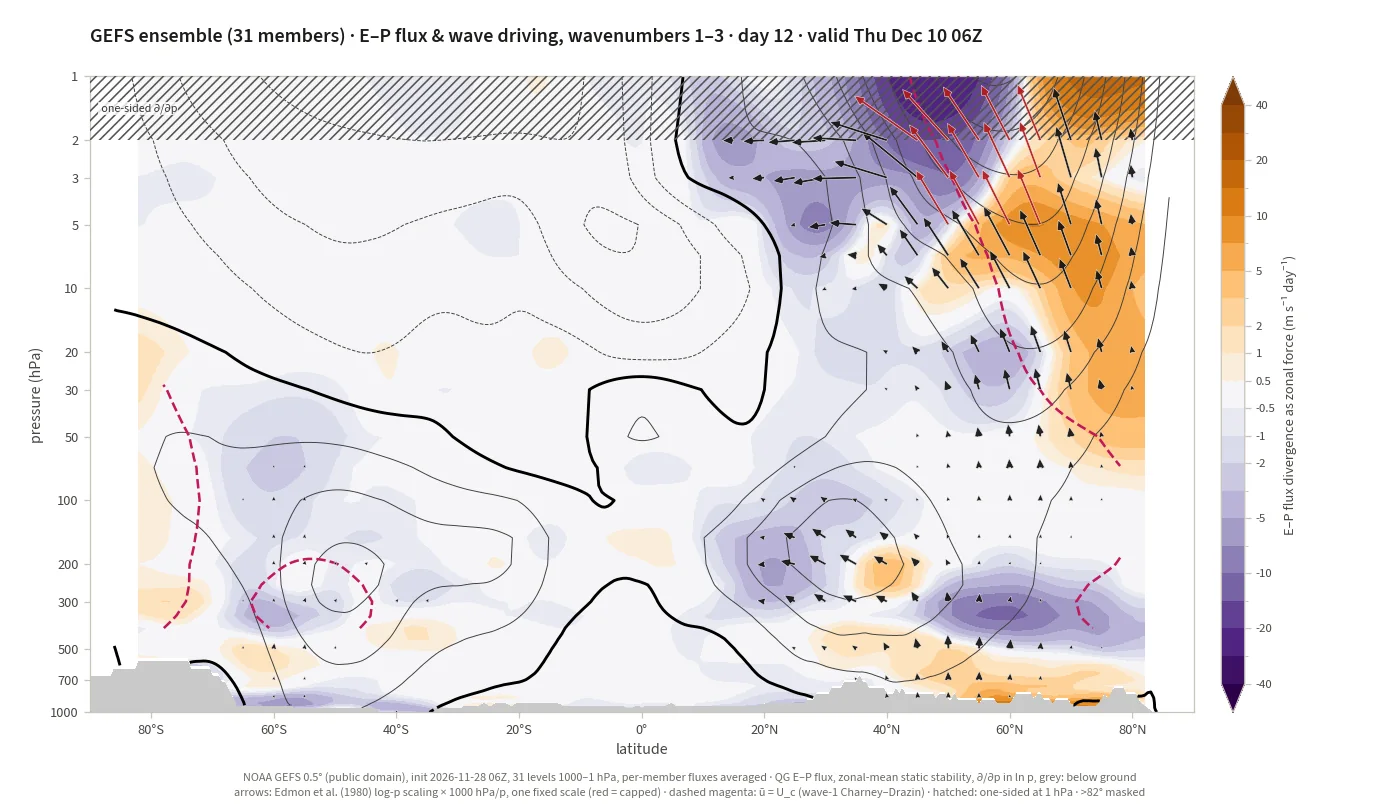 GEFS ensemble (31 members) · E–P flux & wave driving, wavenumbers 1–3 · day 12 · valid Thu Dec 10 06Z
one-sided ∂/∂p
pressure (hPa)
1
2
3
5
10
20
30
50
100
200
300
500
700
1000
80°S
60°S
40°S
20°S
0°
20°N
40°N
60°N
80°N
latitude
40
20
10
5
2
1
0.5
-0.5
-1
-2
-5
-10
-20
-40
E–P flux divergence as zonal force (m s⁻¹ day⁻¹)
NOAA GEFS 0.5° (public domain), init 2026-11-28 06Z, 31 levels 1000–1 hPa, per-member fluxes averaged · QG E–P flux, zonal-mean static stability, ∂/∂p in ln p, grey: below ground
arrows: Edmon et al. (1980) log-p scaling × 1000 hPa/p, one fixed scale (red = capped) · dashed magenta: ū = U_c (wave-1 Charney–Drazin) · hatched: one-sided at 1 hPa · >82° masked